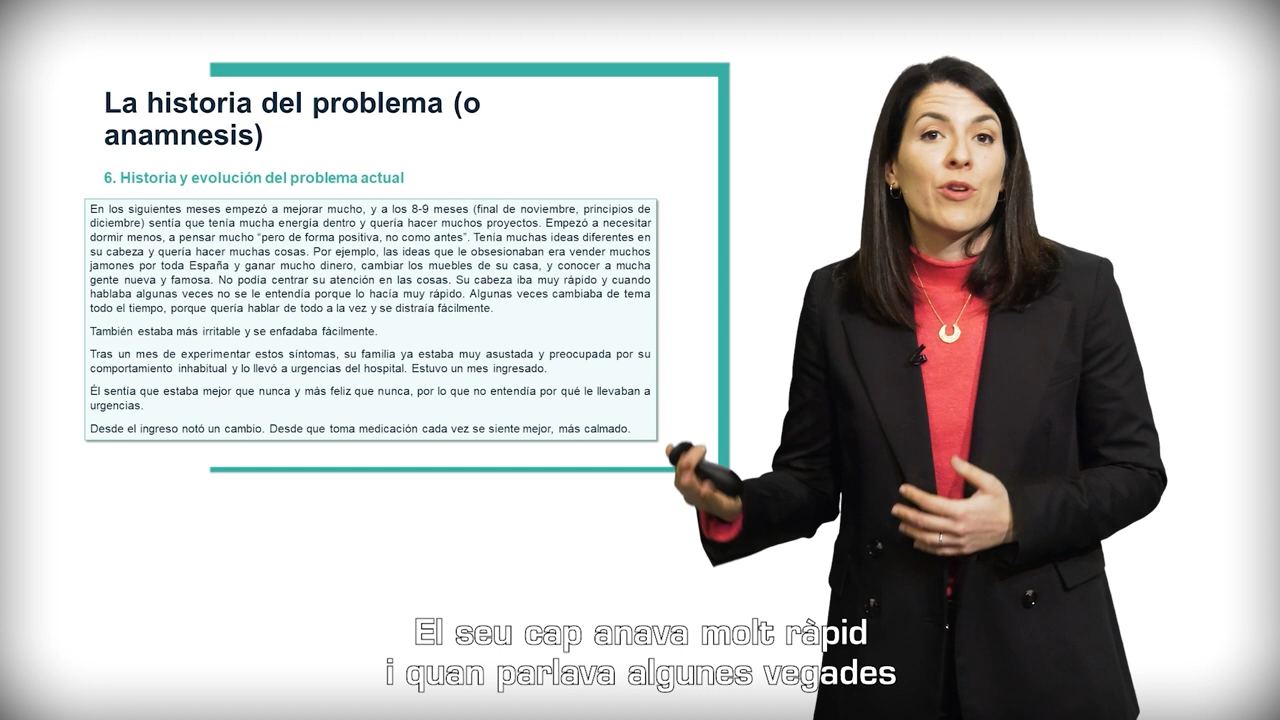 La historia del problema (o
anamnesis)
6. Historia y evolución del problema actual
En los siguientes meses empezó a mejorar mucho, y a los 8-9 meses (final de noviembre, principios de
diciembre) sentía que tenía mucha energía dentro y quería hacer muchos proyectos. Empezó a necesitar
dormir menos, a pensar mucho “pero de forma positiva, no como antes”. Tenía muchas ideas diferentes en
su cabeza y quería hacer muchas cosas. Por ejemplo, las ideas que le obsesionaban era vender muchos
jamones por toda España y ganar mucho dinero, cambiar los muebles de su casa, y conocer a mucha
gente nueva y famosa. No podía centrar su atención en las cosas. Su cabeza iba muy rápido y cuando
hablaba algunas veces no se le entendía porque lo hacía muy rápido. Algunas veces cambiaba de tema
todo el tiempo, porque quería hablar de todo a la vez y se distraía fácilmente.
También estaba más irritable y se enfadaba fácilmente.
Tras un mes de experimentar estos síntomas, su familia ya estaba muy asustada y preocupada por su
comportamiento inhabitual y lo llevó a urgencias del hospital. Estuvo un mes ingresado.
Él sentía que estaba mejor que nunca y más feliz que nunca, por lo que no entendía por qué le llevaban a
urgencias.
Desde el ingreso notó un cambio. Desde que toma medicación cada vez se siente mejor, más calmado.
El seu cap anava molt ràpid
i quan parlava algunes vegades